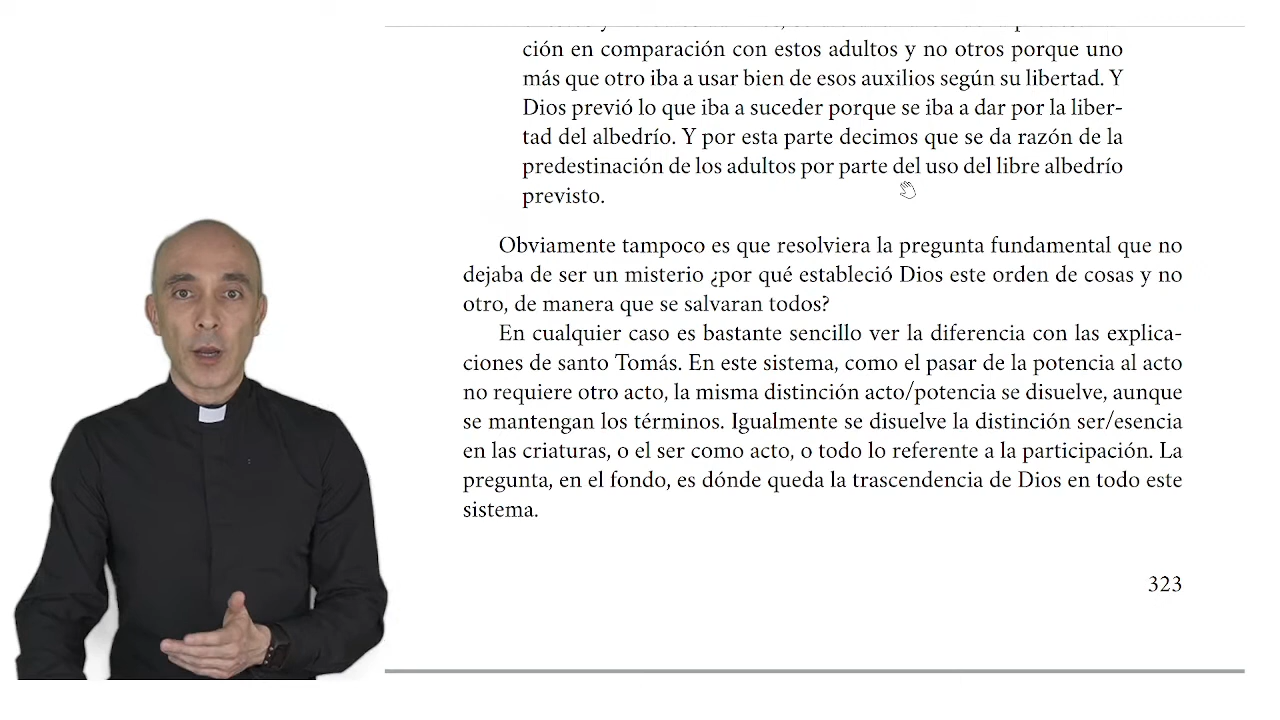 ción en comparación con estos adultos y no otros porque uno
más que otro iba a usar bien de esos auxilios según su libertad. Y
Dios previó lo que iba a suceder porque se iba a dar por la liber-
tad del albedrío. Y por esta parte decimos que se da razón de la
predestinación de los adultos por parte del uso del libre albedrío
previsto.
Obviamente tampoco es que resolviera la pregunta fundamental que no
dejaba de ser un misterio ¿por qué estableció Dios este orden de cosas y no
otro, de manera que se salvaran todos?
En cualquier caso es bastante sencillo ver la diferencia con las explica-
ciones de santo Tomás. En este sistema, como el pasar de la potencia al acto
no requiere otro acto, la misma distinción acto/potencia se disuelve, aunque
se mantengan los términos. Igualmente se disuelve la distinción ser/esencia
en las criaturas, o el ser como acto, o todo lo referente a la participación. La
pregunta, en el fondo, es dónde queda la trascendencia de Dios en todo este
sistema.
323